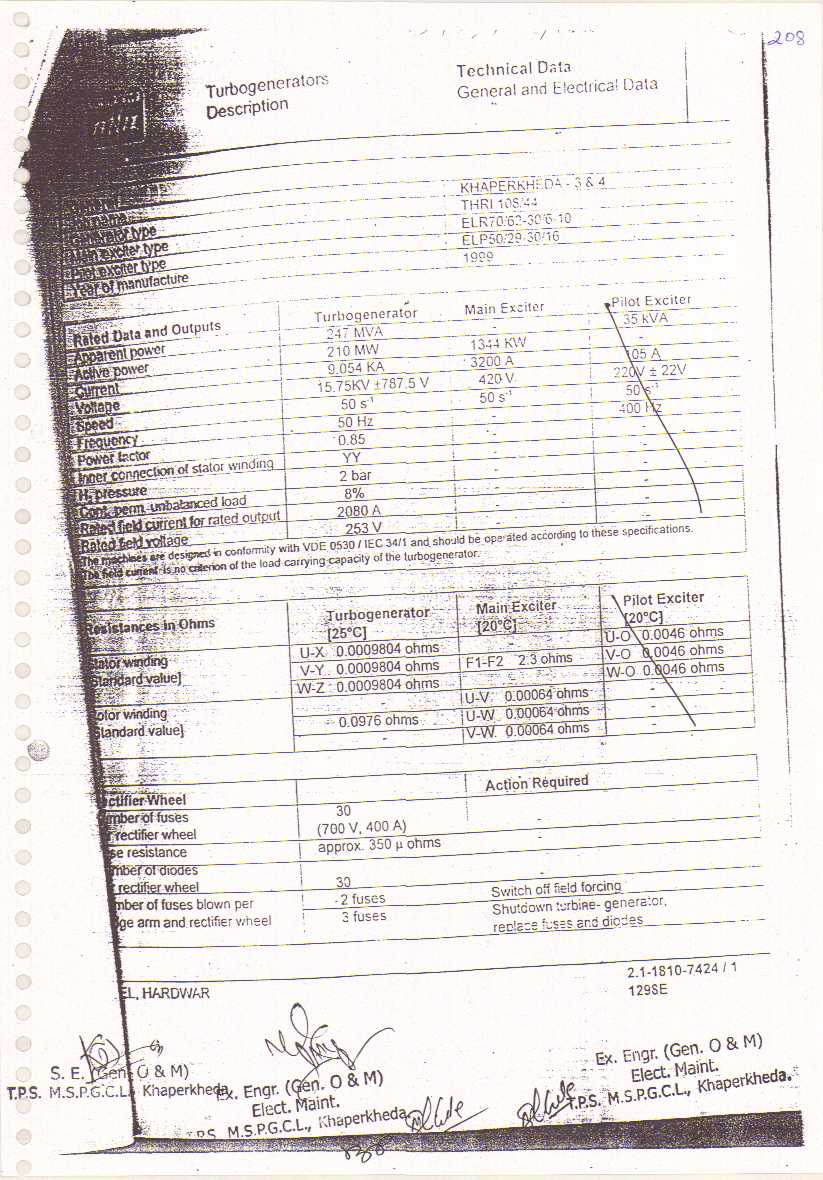 208
Turbogenerators
Description
Technical Data
General and Electrical Data
KHAPERKHEDA - 3 & 4
THRI 108/44
Generator type ELR70/62-30/6-10
Main exciter type ELP50/29-30/16
Pilot exciter type 1999
Year of manufacture
Rated Data and Outputs Turbogenerator Main Exciter Pilot Exciter
Apparent power 247 MVA - 35 kVA
Active power 210 MW 1344 KW -
Current 9.054 KA 3200 A 105 A
Voltage 15.75KV ±787.5 V 420 V 220V ± 22V
Speed 50 s-1 50 s-1 50 s-1
Frequency 50 Hz - 400 Hz
Power factor 0.85 - -
Inner connection of stator winding YY - -
H₂ pressure 2 bar - -
Cont. perm. unbalanced load 8% - -
Rated field current for rated output 2080 A - -
Rated field voltage 253 V - -
The machines are designed in conformity with VDE 0530 / IEC 34/1 and should be operated according to these specifications.
The field current is no criterion of the load carrying capacity of the turbogenerator.
Resistances in Ohms Turbogenerator Main Exciter Pilot Exciter
[25°C] [20°C] [20°C]
Stator winding U-X 0.0009804 ohms - U-O 0.0046 ohms
[Standard value] V-Y 0.0009804 ohms F1-F2 2.3 ohms V-O 0.0046 ohms
W-Z 0.0009804 ohms - W-O 0.0046 ohms
Rotor winding - U-V 0.00064 ohms -
[Standard value] 0.0976 ohms U-W 0.00064 ohms -
- V-W 0.00064 ohms -
ctifier Wheel Action Required
mber of fuses 30 -
rectifier wheel (700 V, 400 A)
se resistance approx. 350 µ ohms -
mber of diodes
rectifier wheel 30 -
mber of fuses blown per 2 fuses Switch off field forcing
ge arm and rectifier wheel 3 fuses Shutdown turbine- generator,
replace fuses and diodes
EL, HARDWAR
2.1-1810-7424 / 1
1298E
S. E. (Gen. O & M)
T.P.S. M.S.P.G.C.L. Khaperkheda.
Ex. Engr. (Gen. O & M)
Elect. Maint.
T.P.S. M.S.P.G.C.L., Khaperkheda.
Ex. Engr. (Gen. O & M)
Elect. Maint.
T.P.S. M.S.P.G.C.L., Khaperkheda.